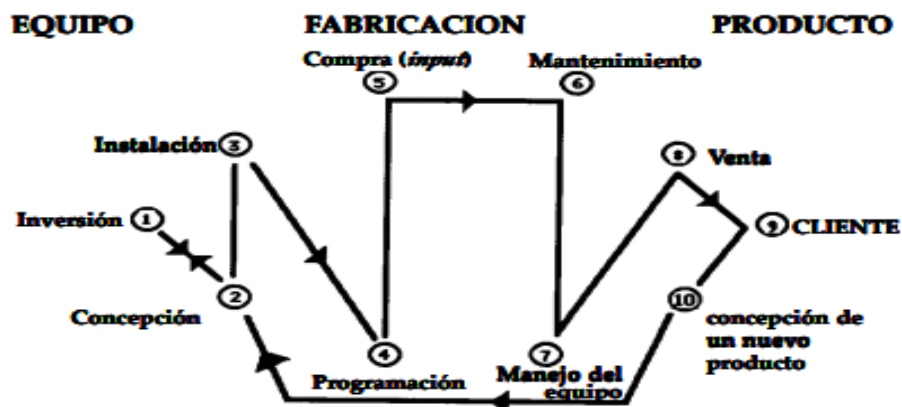 EQUIPO FABRICACION PRODUCTO
Compra (input) Mantenimiento
5 6
Instalación 3
8 Venta
Inversión 1
9 CLIENTE
2
10
Concepción
concepción de
un nuevo
producto
4 7
Programación
Manejo del
equipo